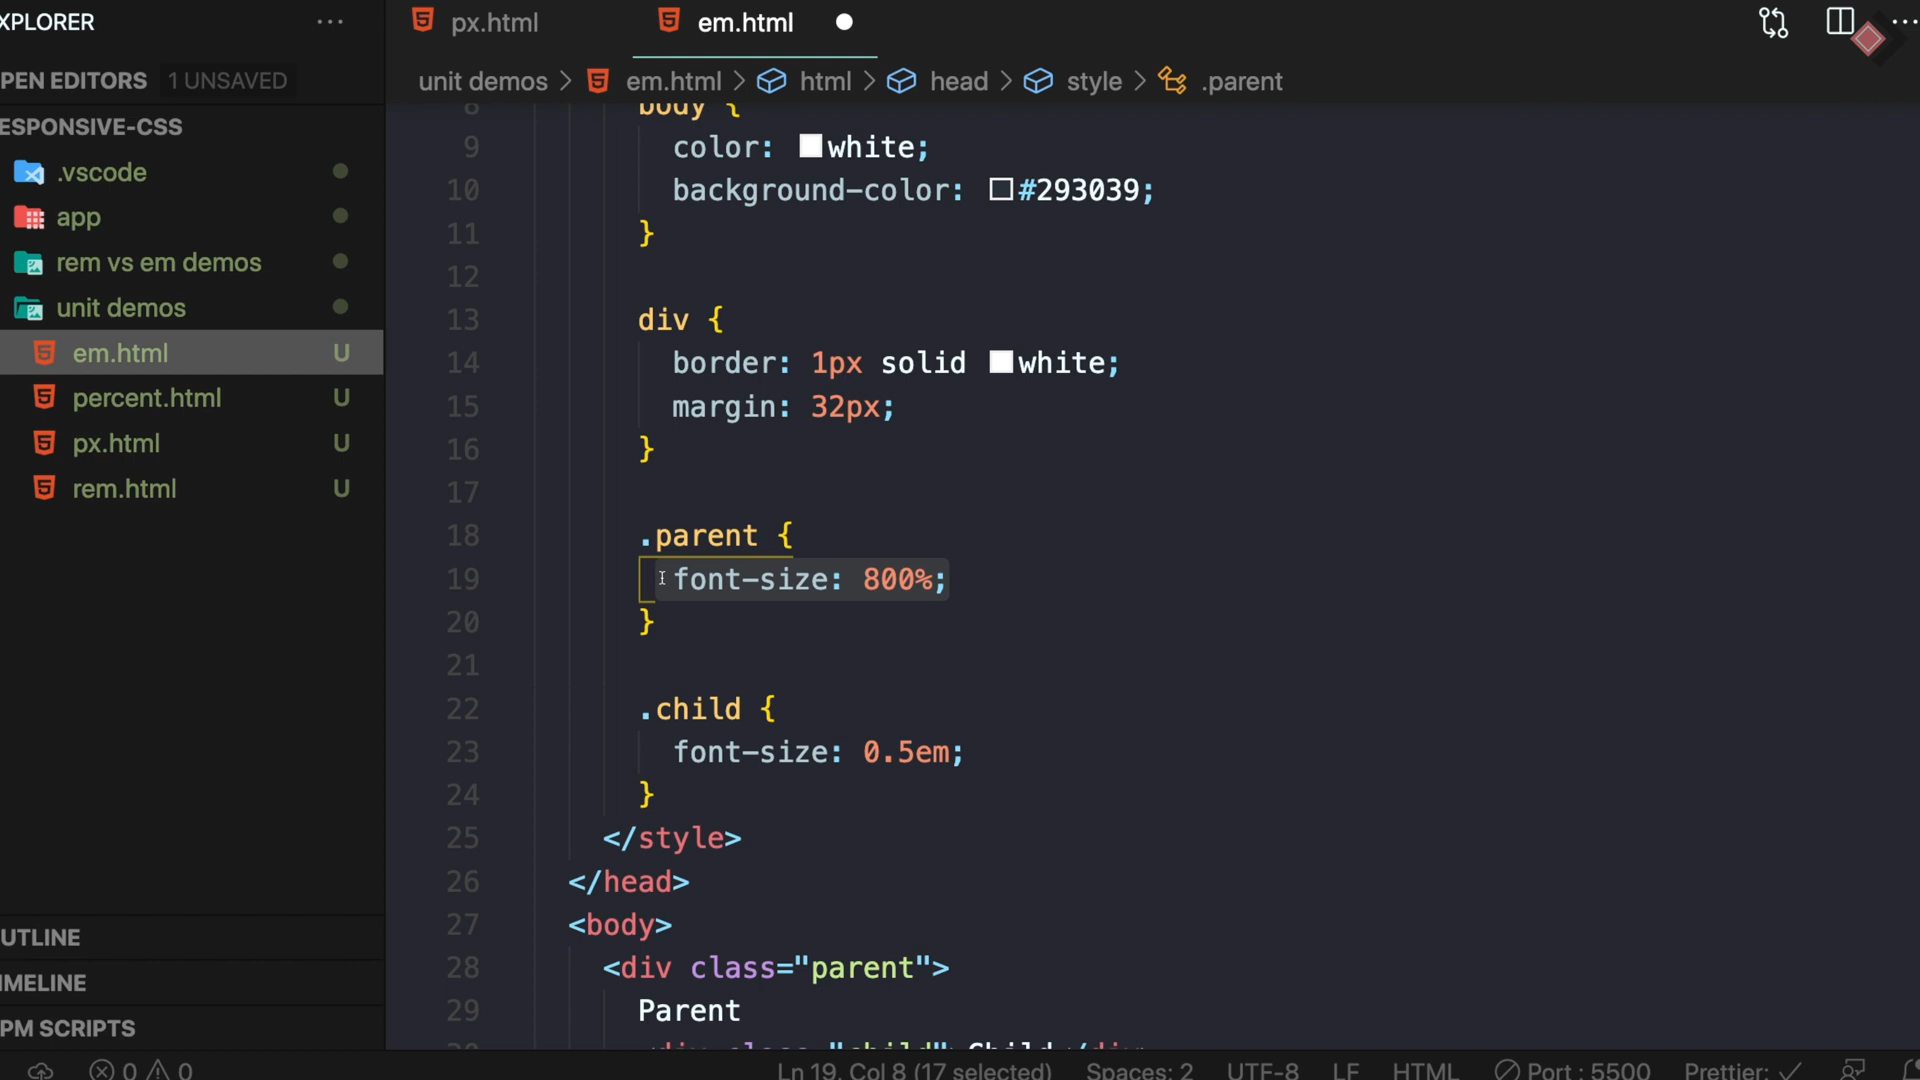 XPLORER
PEN EDITORS 1 UNSAVED
ESPONSIVE-CSS
.vscode
app
rem vs em demos
unit demos
em.html U
percent.html U
px.html U
rem.html U
UTLINE
IMELINE
PM SCRIPTS
px.html em.html
unit demos > em.html > html > head > style > .parent
8 body {
9 color: white;
10 background-color: #293039;
11 }
12
13 div {
14 border: 1px solid white;
15 margin: 32px;
16 }
17
18 .parent {
19 font-size: 800%;
20 }
21
22 .child {
23 font-size: 0.5em;
24 }
25 </style>
26 </head>
27 <body>
28 <div class="parent">
29 Parent
30 <div class="child">Child</div>
0 0 Ln 19, Col 8 (17 selected) Spaces: 2 UTF-8 LF HTML Port : 5500 Prettier: ✓